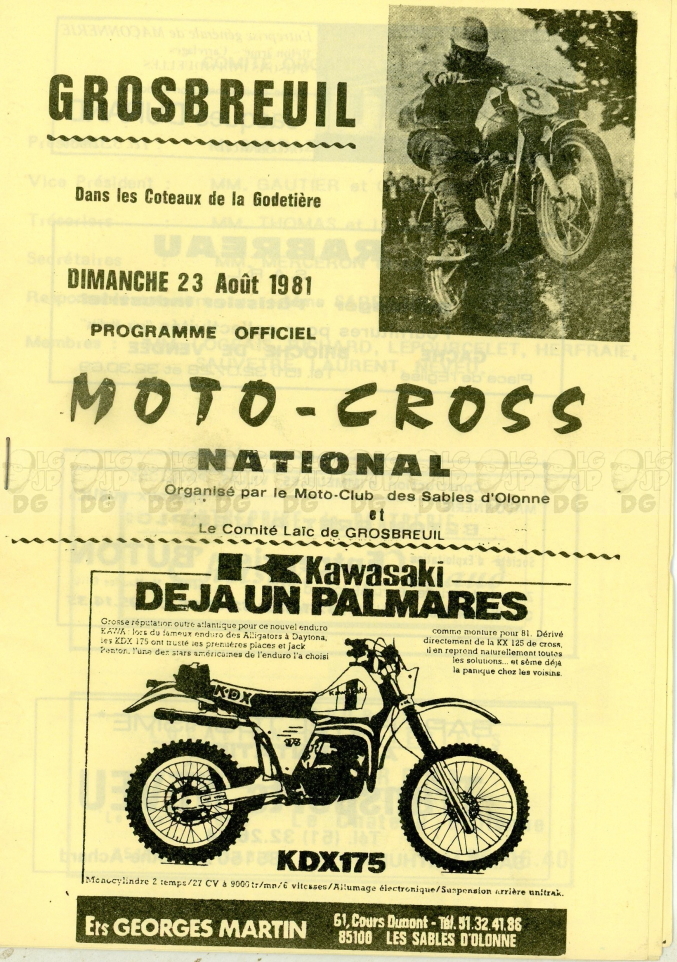 GROSBREUIL
8
Dans les Coteaux de la Godetière
DIMANCHE 23 Août 1981
PROGRAMME OFFICIEL
MOTO-CROSS
NATIONAL
Organisé par le Moto-Club des Sables d'Olonne
et
Le Comité Laïc de GROSBREUIL
Kawasaki
DEJA UN PALMARES
Grosse réputation outre atlantique pour ce nouvel enduro
KAWA: lors du fameux enduro des Alligators à Daytona,
les KDX 175 ont trusté les premières places et Jack
Penton, l'une des stars américaines de l'enduro l'a choisi
comme monture pour 81. Dérivé
directement de la KX 125 de cross,
il en reprend naturellement toutes
les solutions... et sème déjà
la panique chez les voisins.
KDX
Kawasaki
175
KDX175
Monocylindre 2 temps/27 CV à 9000 tr/mn/6 vitesses/Allumage électronique/Suspension arrière unitrak.
Ets GEORGES MARTIN
61, Cours Dumont - Tél. 51.32.41.86
85100 LES SABLES D'OLONNE
LGJP
DG